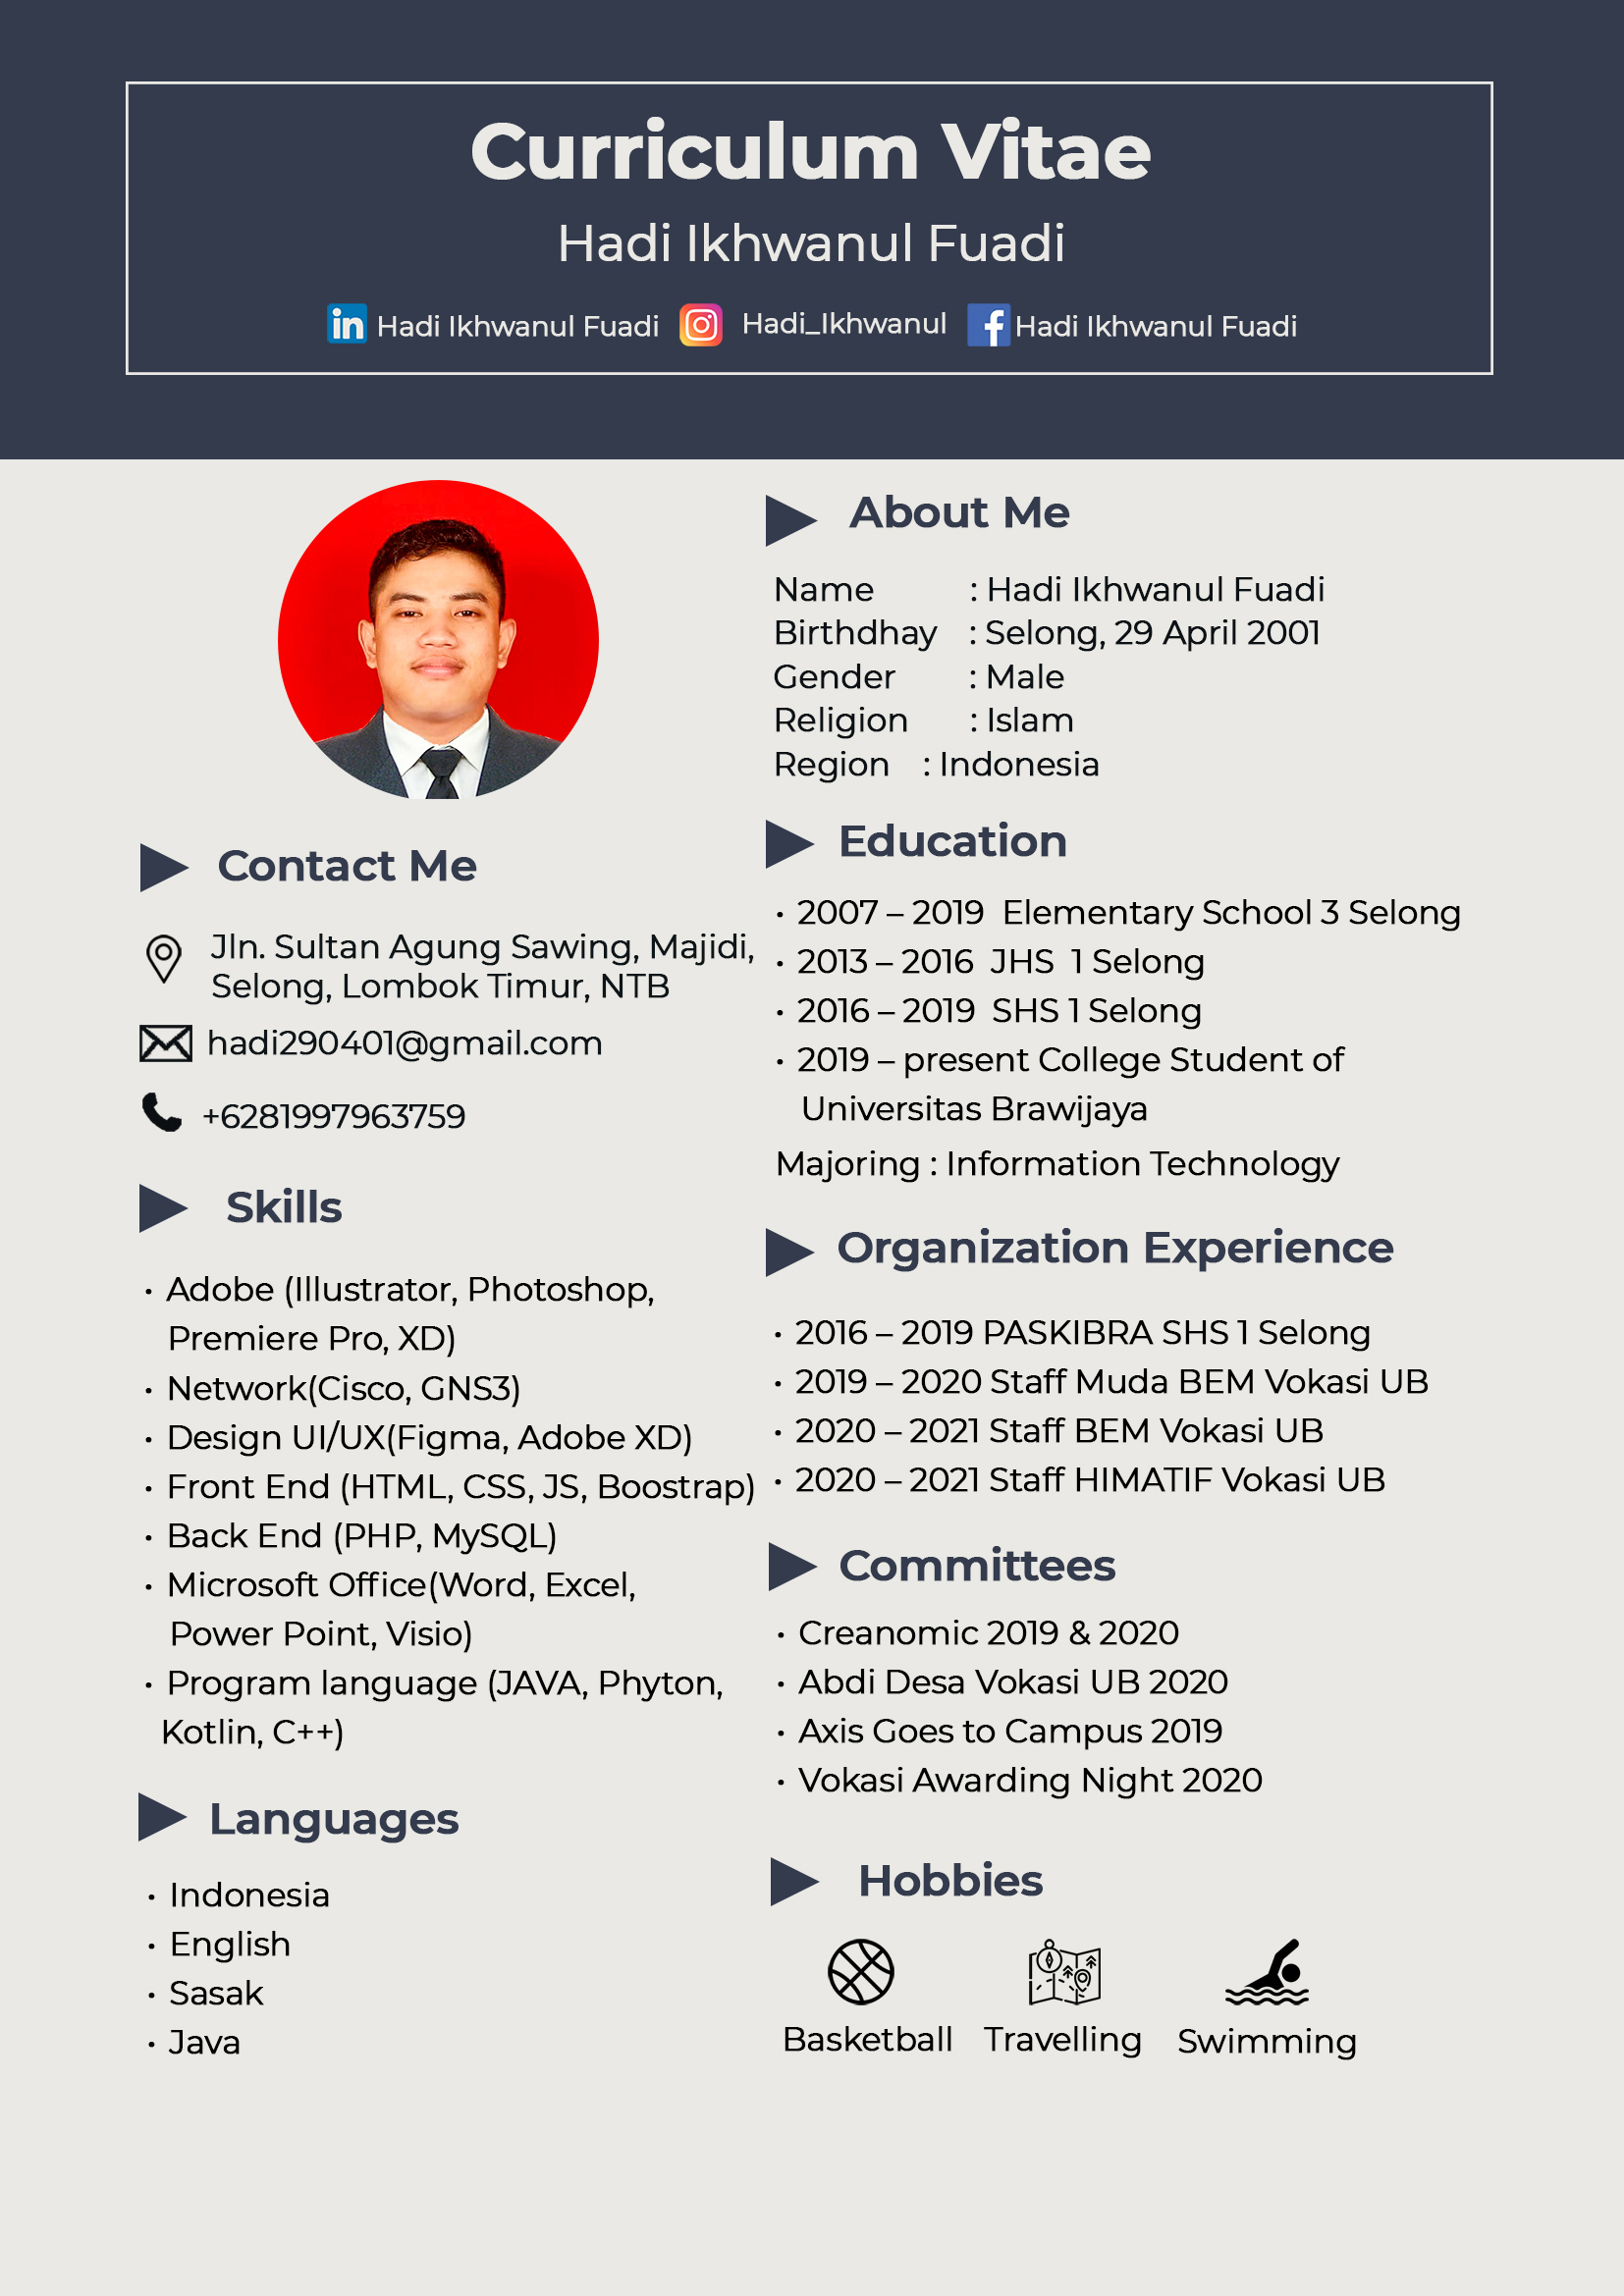 Curriculum Vitae
Hadi Ikhwanul Fuadi
in Hadi Ikhwanul Fuadi Hadi_Ikhwanul f Hadi Ikhwanul Fuadi
Contact Me
Jln. Sultan Agung Sawing, Majidi,
Selong, Lombok Timur, NTB
hadi290401@gmail.com
+6281997963759
Skills
• Adobe (Illustrator, Photoshop,
Premiere Pro, XD)
• Network(Cisco, GNS3)
• Design UI/UX(Figma, Adobe XD)
• Front End (HTML, CSS, JS, Boostrap)
• Back End (PHP, MySQL)
• Microsoft Office(Word, Excel,
Power Point, Visio)
• Program language (JAVA, Phyton,
Kotlin, C++)
Languages
• Indonesia
• English
• Sasak
• Java
About Me
Name : Hadi Ikhwanul Fuadi
Birthdhay : Selong, 29 April 2001
Gender : Male
Religion : Islam
Region : Indonesia
Education
• 2007 – 2019 Elementary School 3 Selong
• 2013 – 2016 JHS 1 Selong
• 2016 – 2019 SHS 1 Selong
• 2019 – present College Student of
Universitas Brawijaya
Majoring : Information Technology
Organization Experience
• 2016 – 2019 PASKIBRA SHS 1 Selong
• 2019 – 2020 Staff Muda BEM Vokasi UB
• 2020 – 2021 Staff BEM Vokasi UB
• 2020 – 2021 Staff HIMATIF Vokasi UB
Committees
• Creanomic 2019 & 2020
• Abdi Desa Vokasi UB 2020
• Axis Goes to Campus 2019
• Vokasi Awarding Night 2020
Hobbies
Basketball Travelling Swimming